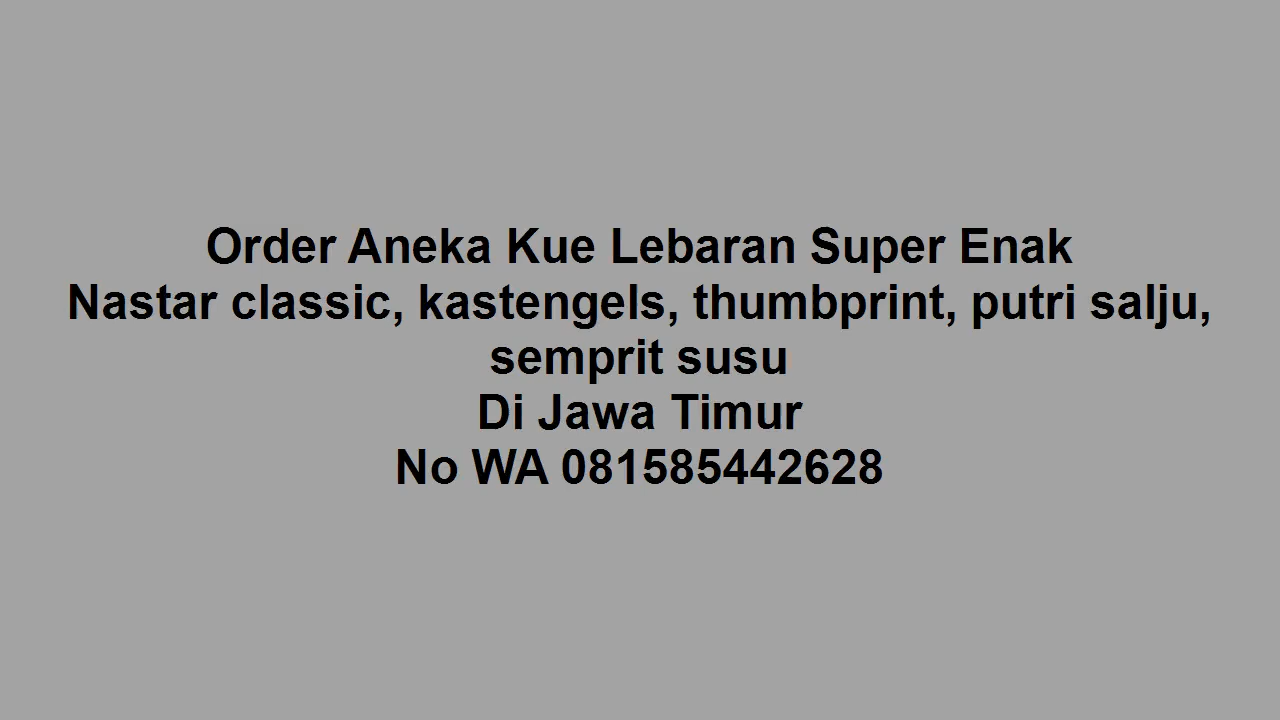 Order Aneka Kue Lebaran Super Enak
Nastar classic, kastengels, thumbprint, putri salju,
semprit susu
Di Jawa Timur
No WA 081585442628